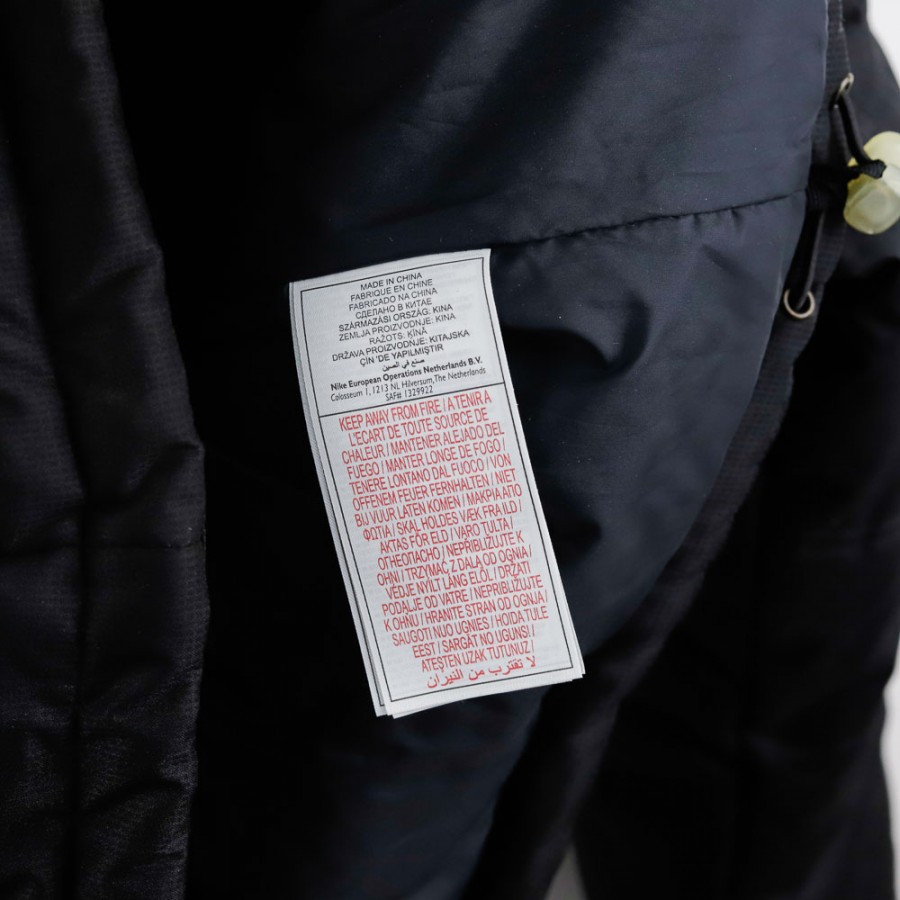 MADE IN CHINA
FABRIQUE EN CHINE
FABRICADO NA CHINA
СДЕЛАНО В КИТАЕ
SZÁRMAZÁSI ORSZÁG: KINA
ZEMLJA PROIZVODNJE: KINA
RAŽOTS: ĶĪNĀ
DRŽAVA PROIZVODNJE: KITAJSKA
ÇİN 'DE YAPILMIŞTIR
صنع في الصين
Nike European Operations Netherlands B.V.
Colosseum 1, 1213 NL Hilversum, The Netherlands
SAF# 1329922
KEEP AWAY FROM FIRE / A TENIR A
L'ECART DE TOUTE SOURCE DE
CHALEUR / MANTENER ALEJADO DEL
FUEGO / MANTER LONGE DE FOGO /
TENERE LONTANO DAL FUOCO / VON
OFFENEM FEUER FERNHALTEN / NIET
BIJ VUUR LATEN KOMEN / ΜΑΚΡΙΑ ΑΠΟ
ΦΩΤΙΑ / SKAL HOLDES VÆK FRA ILD /
AKTAS FÖR ELD / VARO TULTA /
ОГНЕОПАСНО / NEPŘIBLIŽUJTE K
OHNI / TRZYMAĆ Z DALA OD OGNIA /
VÉDJE NYÍLT LÁNG ELÖL / DRŽATI
PODALJE OD VATRE / NEPRIBLIŽUJTE
K OHŇU / HRANITE STRAN OD OGNJA /
SAUGOTI NUO UGNIES / HOIDA TULE
EEST / SARGĀT NO UGUNS /
ATEŞTEN UZAK TUTUNUZ /
لا تقترب من النيران